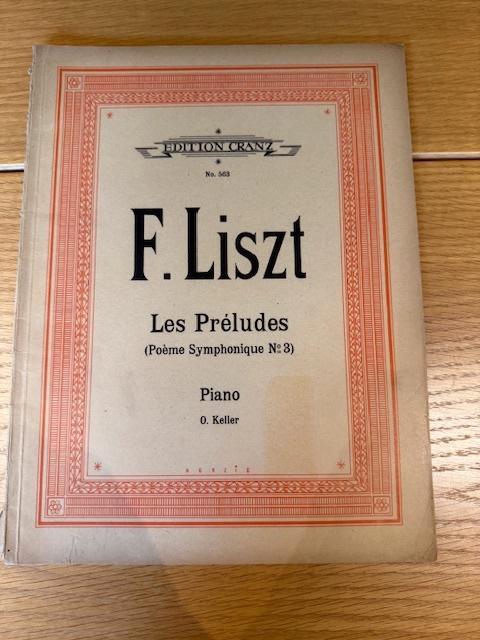 EDITION CRANZ
No. 563
F. Liszt
Les Préludes
(Poème Symphonique No 3)
Piano
O. Keller